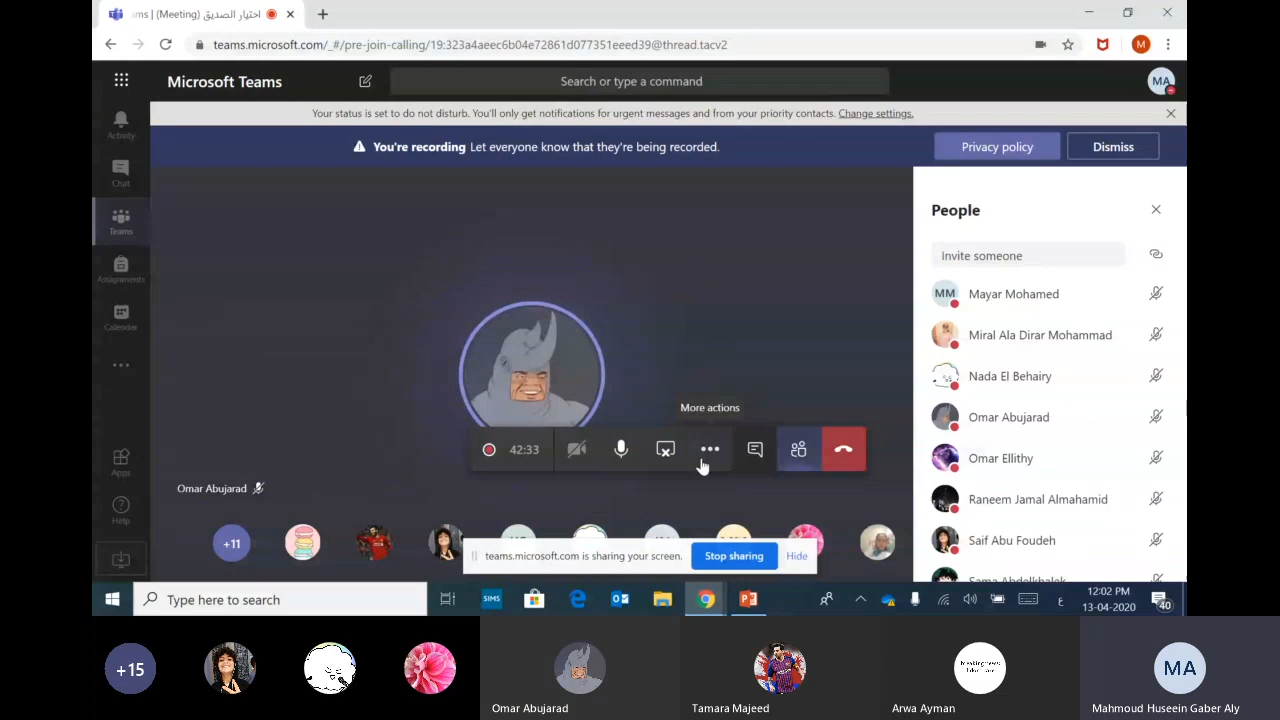 ms | (Meeting) اختيار الصديق
teams.microsoft.com/_#/pre-join-calling/19:323a4aeec6b04e72861d077351eeed39@thread.tacv2
M
Microsoft Teams
Search or type a command
MA
Your status is set to do not disturb. You'll only get notifications for urgent messages and from your priority contacts. Change settings.
You're recording Let everyone know that they're being recorded.
Privacy policy
Dismiss
Activity
Chat
Teams
Assignments
Calendar
Apps
Help
People
Invite someone
MM Mayar Mohamed
Miral Ala Dirar Mohammad
Nada El Behairy
Omar Abujarad
Omar Ellithy
Raneem Jamal Almahamid
Saif Abu Foudeh
Sama Abdelkhalek
More actions
42:33
Omar Abujarad
+11
teams.microsoft.com is sharing your screen.
Stop sharing
Hide
Type here to search
SIMS
ع
12:02 PM
13-04-2020
40
+15
Omar Abujarad
Tamara Majeed
Arwa Ayman
MA
Mahmoud Huseein Gaber Aly